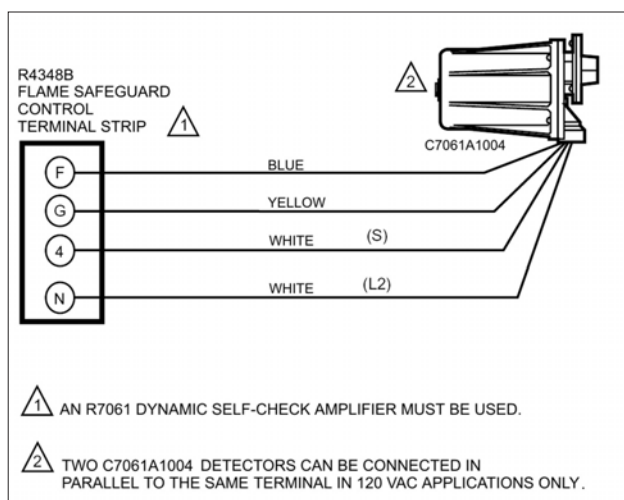 R4348B
FLAME SAFEGUARD
CONTROL
TERMINAL STRIP
1
2
C7061A1004
F
BLUE
G
YELLOW
4
WHITE (S)
N
WHITE (L2)
1 AN R7061 DYNAMIC SELF-CHECK AMPLIFIER MUST BE USED.
2 TWO C7061A1004 DETECTORS CAN BE CONNECTED IN
PARALLEL TO THE SAME TERMINAL IN 120 VAC APPLICATIONS ONLY.